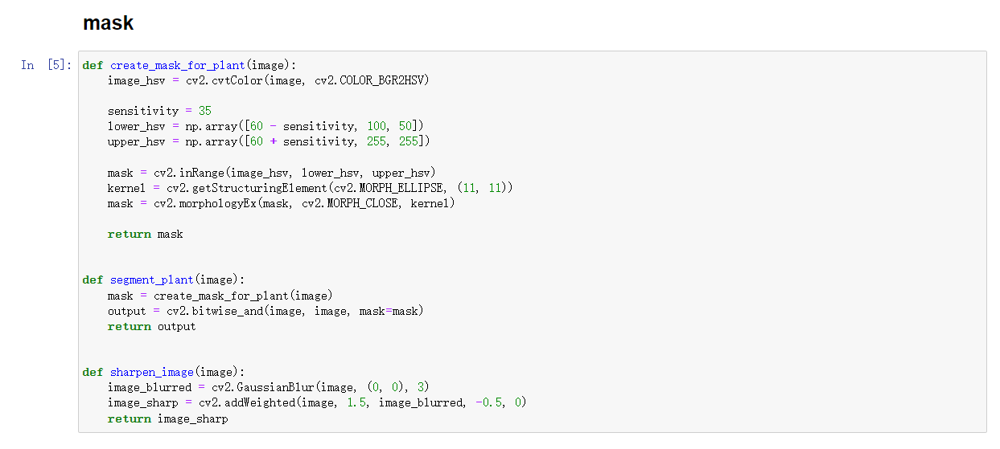 mask
In [5]: def create_mask_for_plant(image):
    image_hsv = cv2.cvtColor(image, cv2.COLOR_BGR2HSV)
    sensitivity = 35
    lower_hsv = np.array([60 - sensitivity, 100, 50])
    upper_hsv = np.array([60 + sensitivity, 255, 255])
    mask = cv2.inRange(image_hsv, lower_hsv, upper_hsv)
    kernel = cv2.getStructuringElement(cv2.MORPH_ELLIPSE, (11, 11))
    mask = cv2.morphologyEx(mask, cv2.MORPH_CLOSE, kernel)
    return mask
def segment_plant(image):
    mask = create_mask_for_plant(image)
    output = cv2.bitwise_and(image, image, mask=mask)
    return output
def sharpen_image(image):
    image_blurred = cv2.GaussianBlur(image, (0, 0), 3)
    image_sharp = cv2.addWeighted(image, 1.5, image_blurred, -0.5, 0)
    return image_sharp